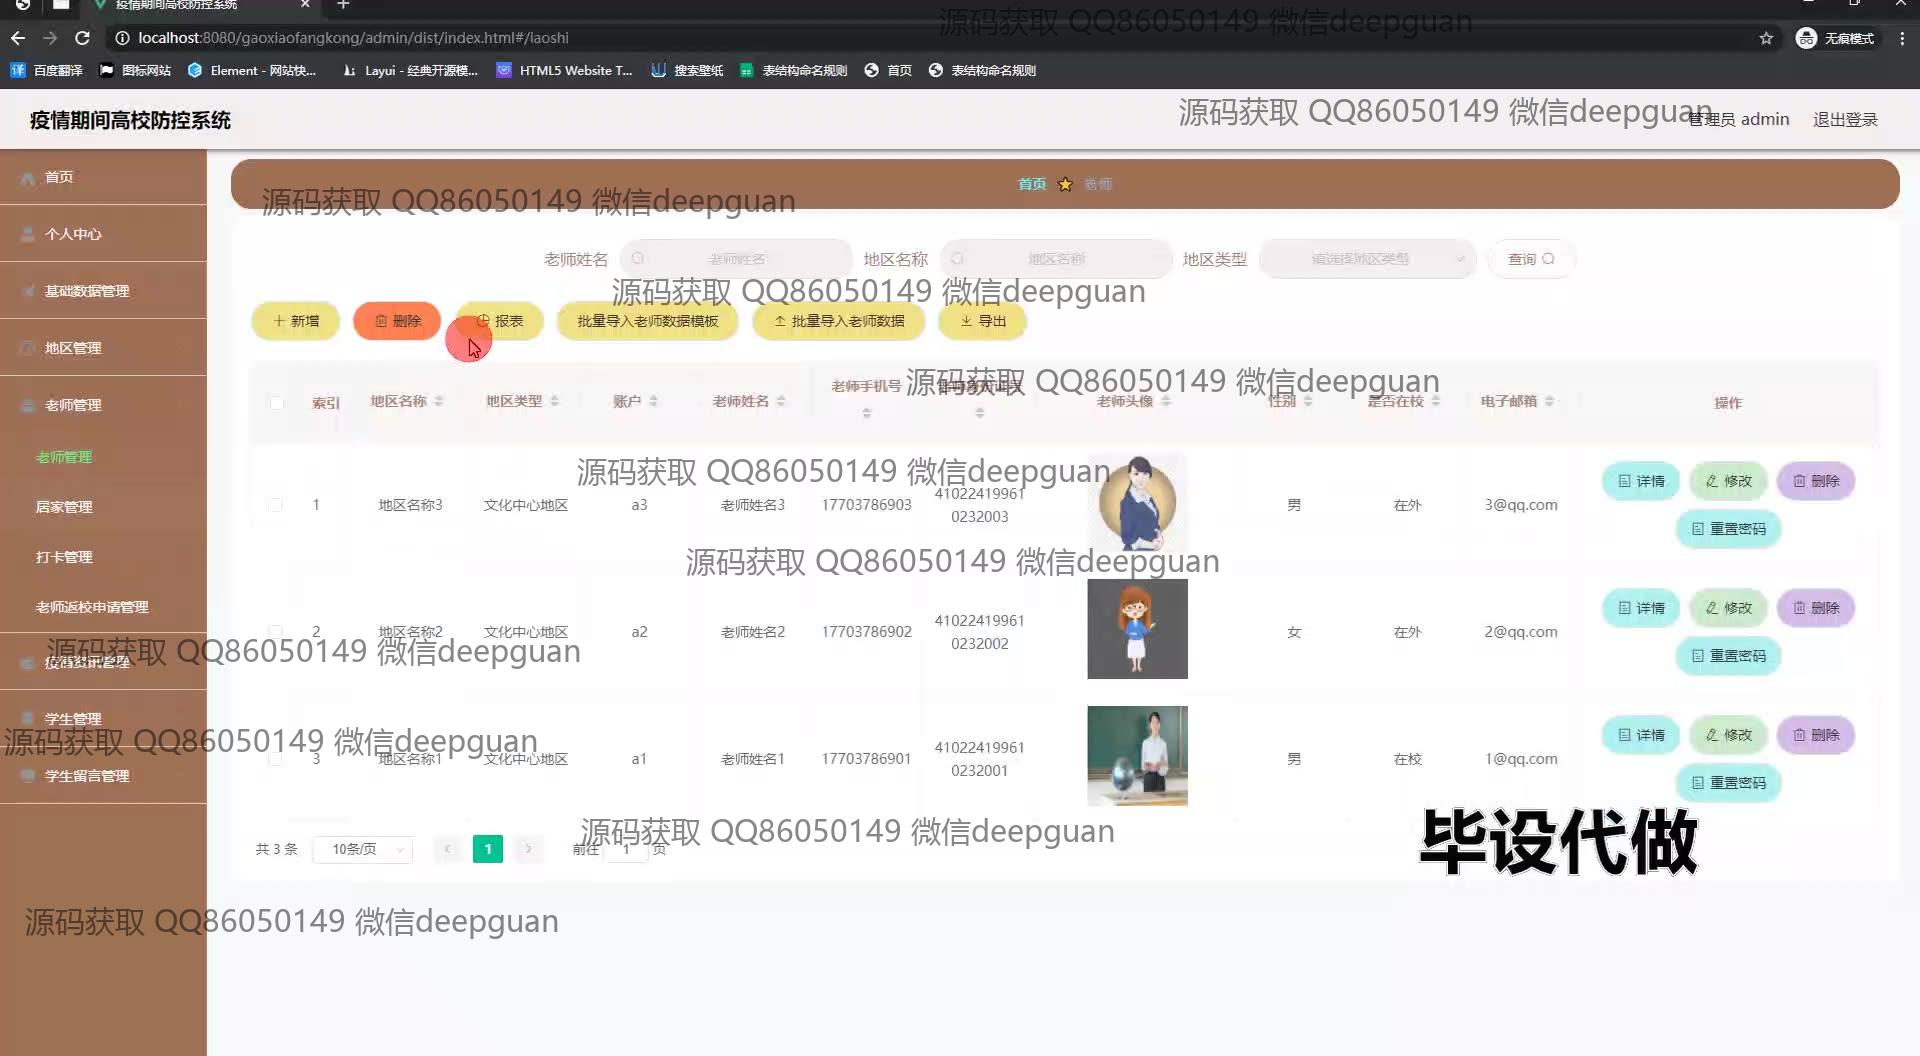 疫情期间高校防控系统
源码获取 QQ86050149 微信deepguan
localhost:8080/gaoxiaofangkong/admin/dist/index.html#/laoshi
无痕模式
百度翻译 图标网站 Element - 网站快... Layui - 经典开源模... HTML5 Website T... 搜索壁纸 表结构命名规则 首页 表结构命名规则
疫情期间高校防控系统
源码获取 QQ86050149 微信deepguan
管理员 admin 退出登录
首页
个人中心
基础数据管理
地区管理
老师管理
老师管理
居家管理
打卡管理
老师返校申请管理
疫情资讯管理
学生管理
学生留言管理
首页 老师
源码获取 QQ86050149 微信deepguan
老师姓名 老师姓名 地区名称 地区名称 地区类型 请选择地区类型 查询
源码获取 QQ86050149 微信deepguan
新增 删除 报表 批量导入老师数据模板 批量导入老师数据 导出
源码获取 QQ86050149 微信deepguan
索引 地区名称 地区类型 账户 老师姓名 老师手机号 老师头像 性别 是否在校 电子邮箱 操作
源码获取 QQ86050149 微信deepguan
1 地区名称3 文化中心地区 a3 老师姓名3 17703786903 41022419961 男 在外 3@qq.com 详情 修改 删除
0232003 重置密码
源码获取 QQ86050149 微信deepguan
2 地区名称2 文化中心地区 a2 老师姓名2 17703786902 41022419961 女 在外 2@qq.com 详情 修改 删除
0232002 重置密码
源码获取 QQ86050149 微信deepguan
源码获取 QQ86050149 微信deepguan
3 地区名称1 文化中心地区 a1 老师姓名1 17703786901 41022419961 男 在校 1@qq.com 详情 修改 删除
0232001 重置密码
源码获取 QQ86050149 微信deepguan
共 3 条 10条/页 1 前往 1 页
毕设代做
源码获取 QQ86050149 微信deepguan